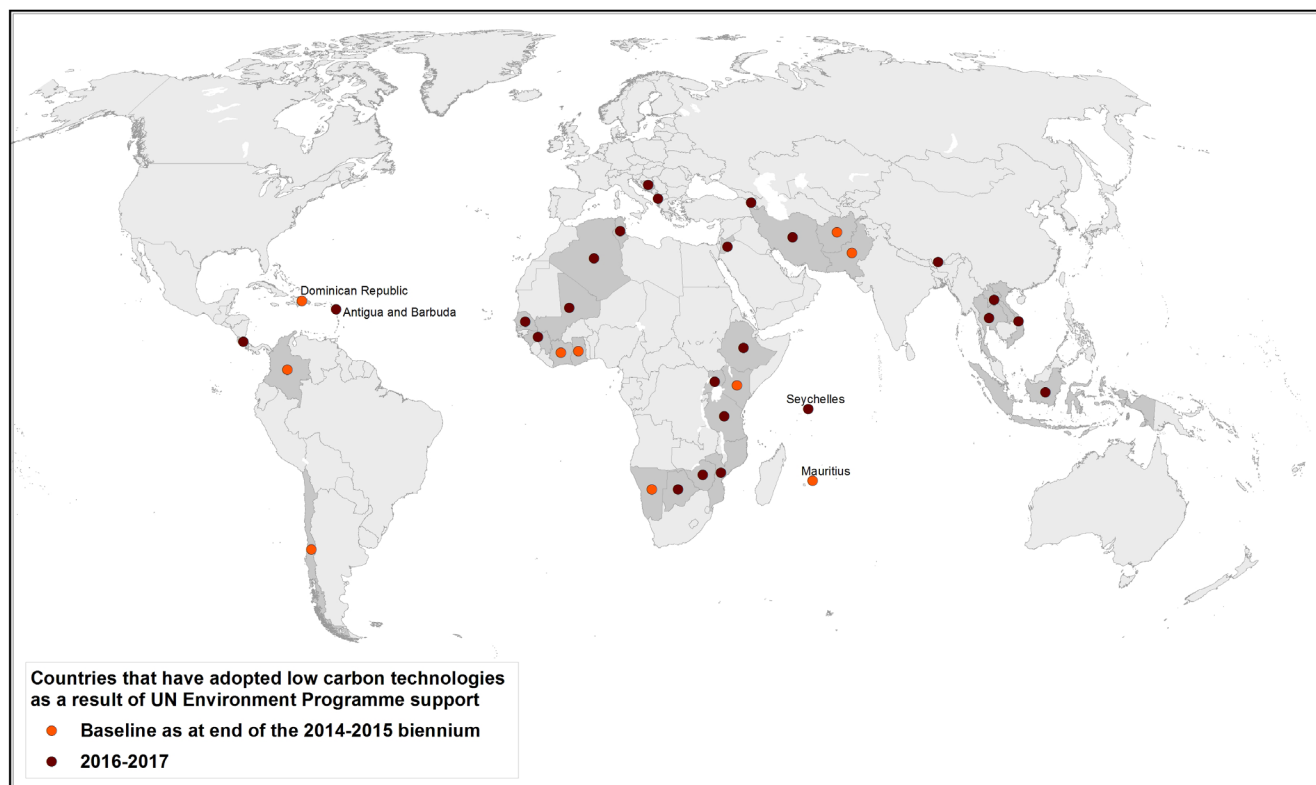 Dominican Republic
Antigua and Barbuda
Seychelles
Mauritius
Countries that have adopted low carbon technologies
as a result of UN Environment Programme support
Baseline as at end of the 2014-2015 biennium
2016-2017